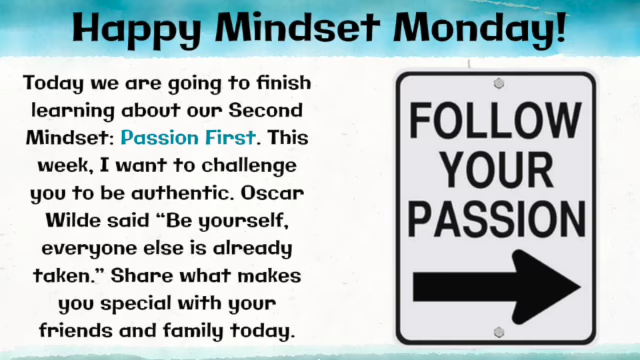 Happy Mindset Monday!
Today we are going to finish
learning about our Second
Mindset: Passion First. This
week, I want to challenge
you to be authentic. Oscar
Wilde said “Be yourself,
everyone else is already
taken.” Share what makes
you special with your
friends and family today.
FOLLOW
YOUR
PASSION